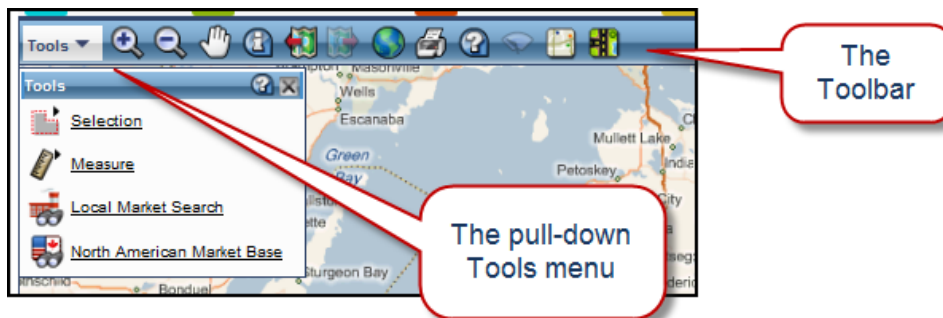 Tools
Tools
Selection
Measure
Local Market Search
North American Market Base
The
Toolbar
The pull-down
Tools menu
Masonville
Wells
Escanaba
Green
Bay
Sturgeon Bay
Bonduel
Mullett Lake
Petoskey
City